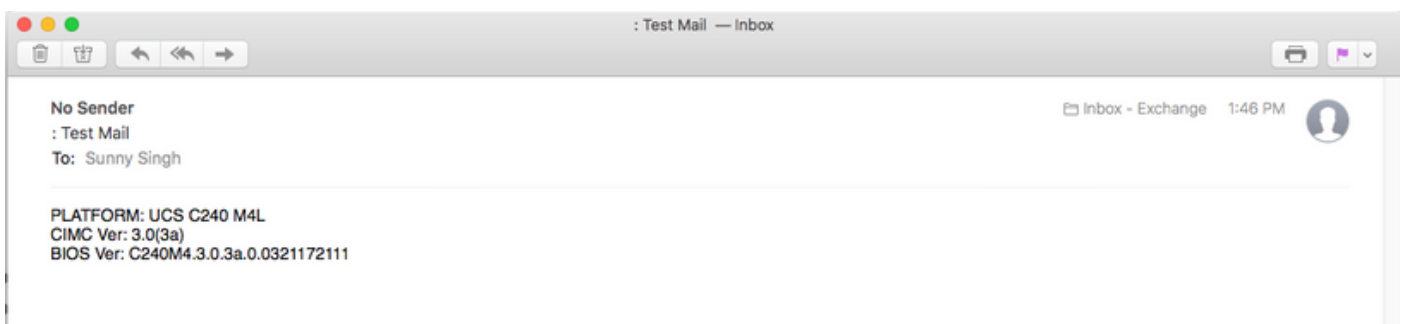 : Test Mail — Inbox
No Sender
Inbox - Exchange 1:46 PM
: Test Mail
To: Sunny Singh
PLATFORM: UCS C240 M4L
CIMC Ver: 3.0(3a)
BIOS Ver: C240M4.3.0.3a.0.0321172111